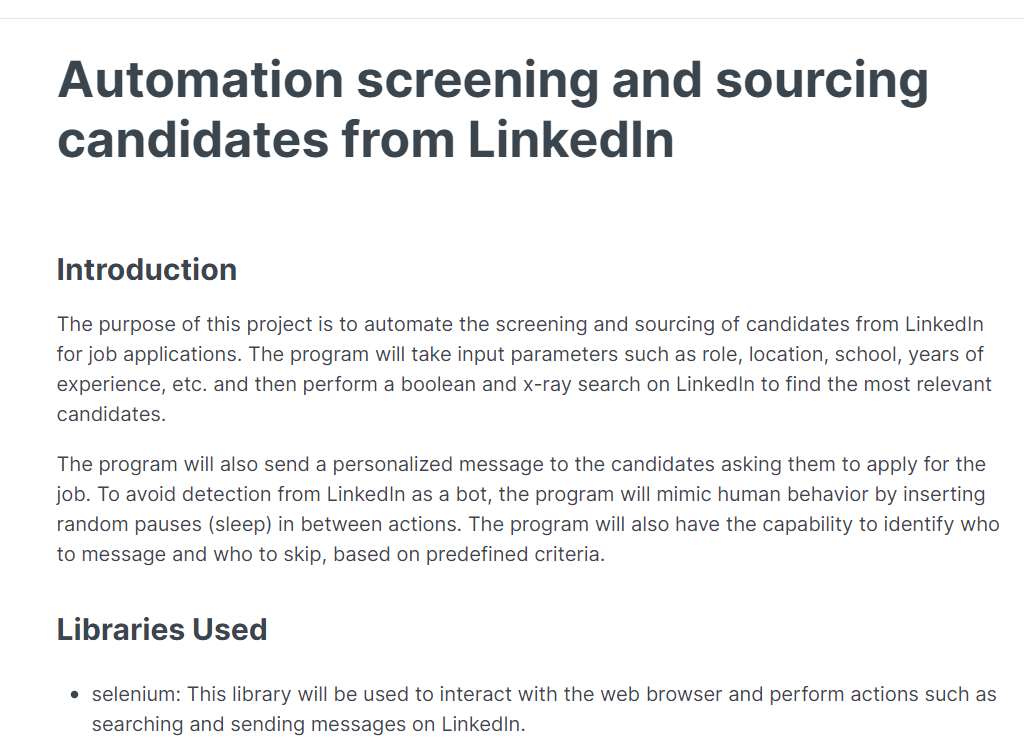 Automation screening and sourcing
candidates from LinkedIn
Introduction
The purpose of this project is to automate the screening and sourcing of candidates from LinkedIn
for job applications. The program will take input parameters such as role, location, school, years of
experience, etc. and then perform a boolean and x-ray search on LinkedIn to find the most relevant
candidates.
The program will also send a personalized message to the candidates asking them to apply for the
job. To avoid detection from LinkedIn as a bot, the program will mimic human behavior by inserting
random pauses (sleep) in between actions. The program will also have the capability to identify who
to message and who to skip, based on predefined criteria.
Libraries Used
• selenium: This library will be used to interact with the web browser and perform actions such as
searching and sending messages on LinkedIn.